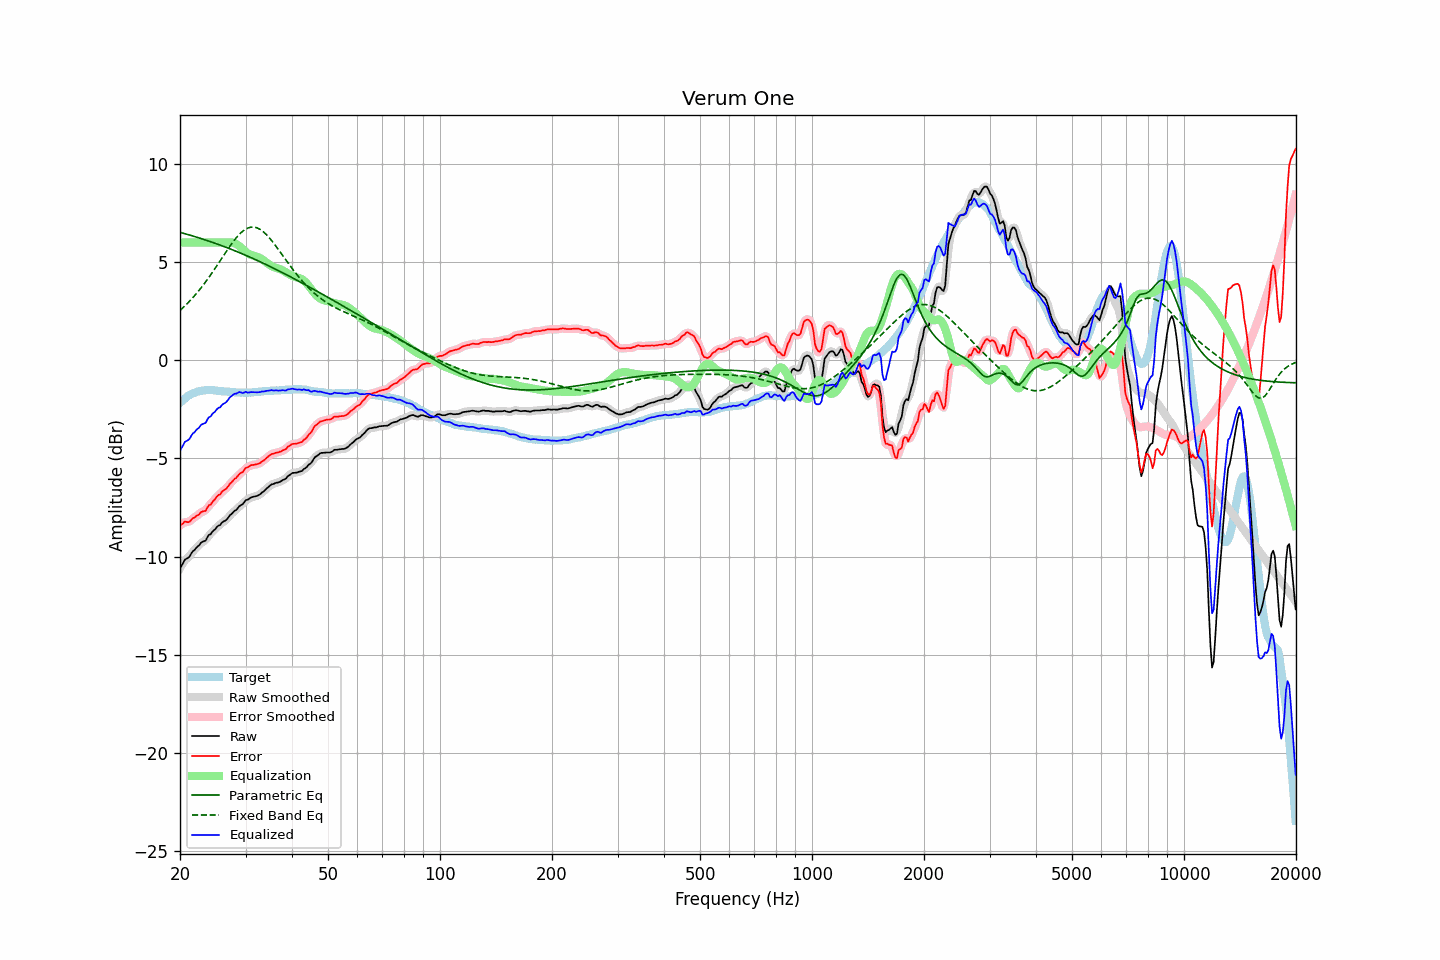 Verum One
Amplitude (dBr)
10
5
0
−5
−10
−15
−20
−25
Target
Raw Smoothed
Error Smoothed
Raw
Error
Equalization
Parametric Eq
Fixed Band Eq
Equalized
20 50 100 200 500 1000 2000 5000 10000 20000
Frequency (Hz)